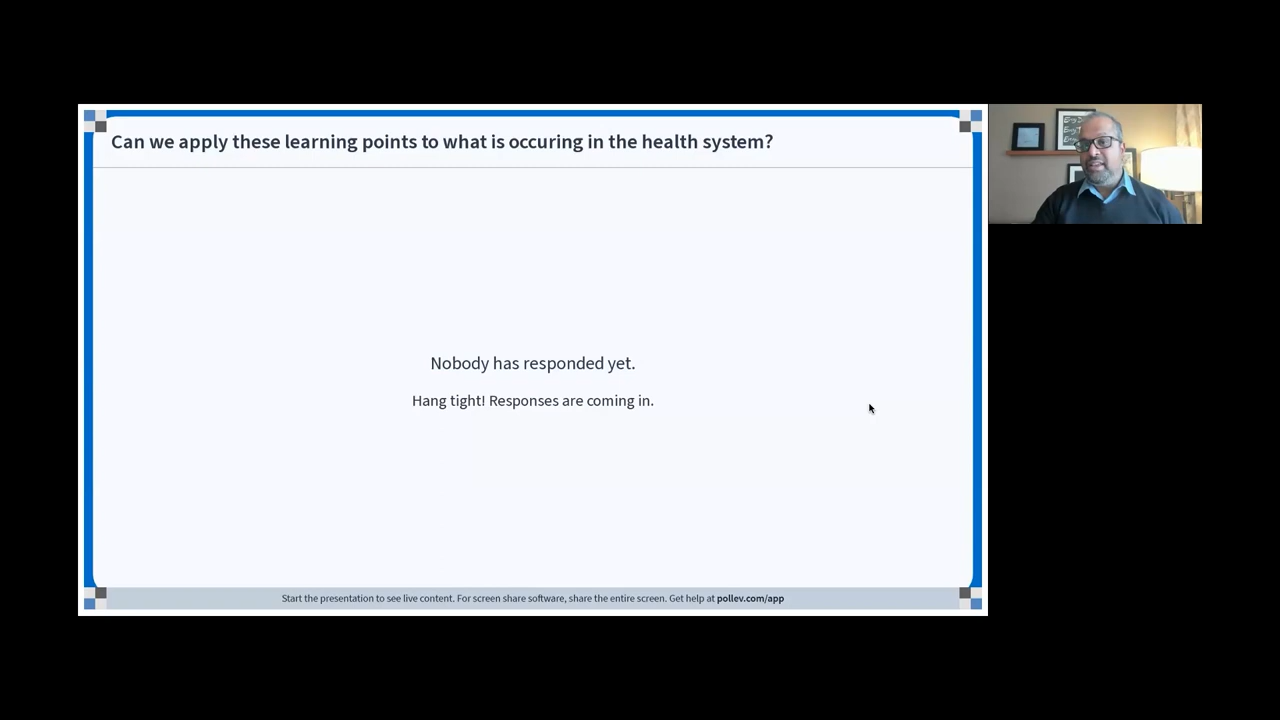 Can we apply these learning points to what is occuring in the health system?
Nobody has responded yet.
Hang tight! Responses are coming in.
Start the presentation to see live content. For screen share software, share the entire screen. Get help at pollev.com/app